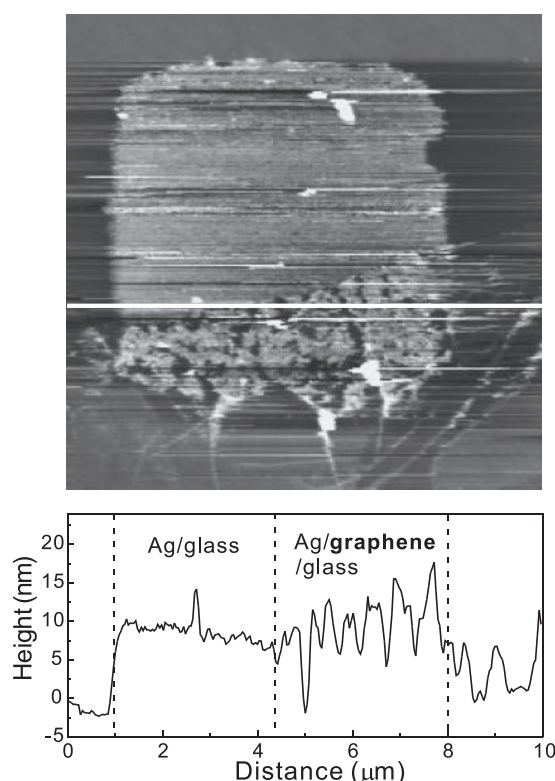 20
15
10
5
0
-5
Height (nm)
Ag/glass
Ag/graphene
/glass
0 2 4 6 8 10
Distance (μm)